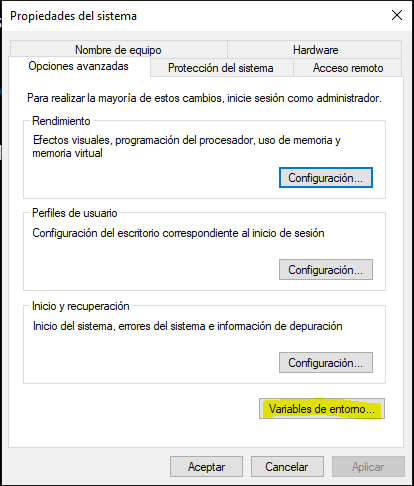 Propiedades del sistema
Nombre de equipo
Hardware
Opciones avanzadas
Protección del sistema
Acceso remoto
Para realizar la mayoría de estos cambios, inicie sesión como administrador.
Rendimiento
Efectos visuales, programación del procesador, uso de memoria y
memoria virtual
Configuración...
Perfiles de usuario
Configuración del escritorio correspondiente al inicio de sesión
Configuración...
Inicio y recuperación
Inicio del sistema, errores del sistema e información de depuración
Configuración...
Variables de entorno...
Aceptar
Cancelar
Aplicar